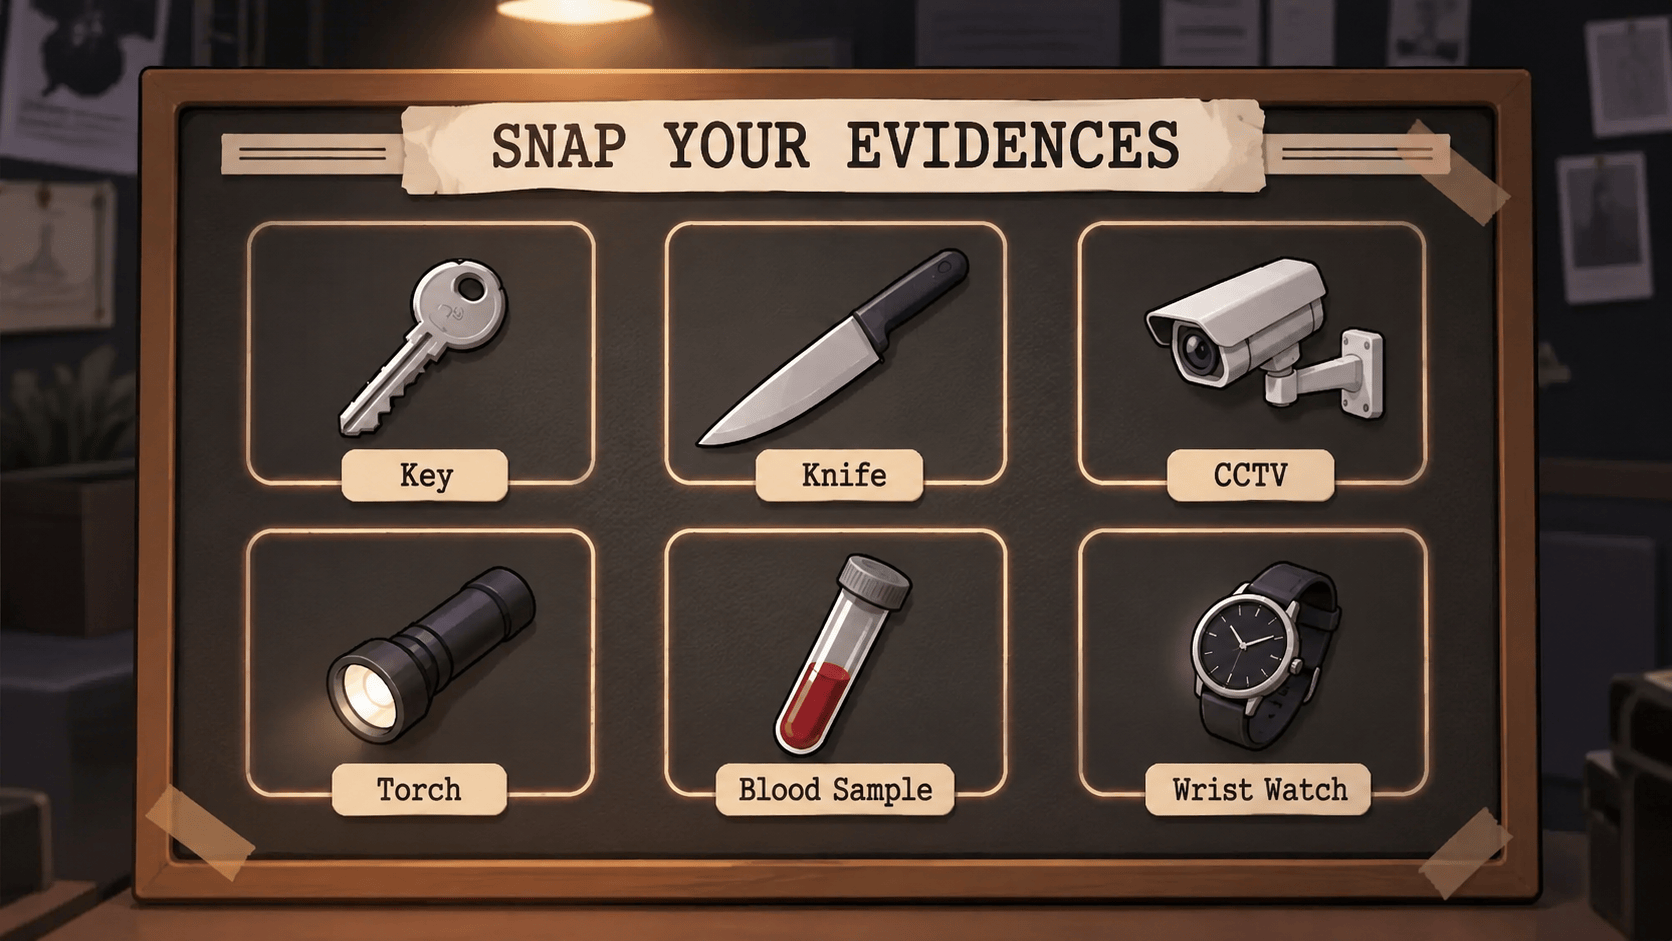 SNAP YOUR EVIDENCES
Key
Knife
CCTV
Torch
Blood Sample
Wrist Watch